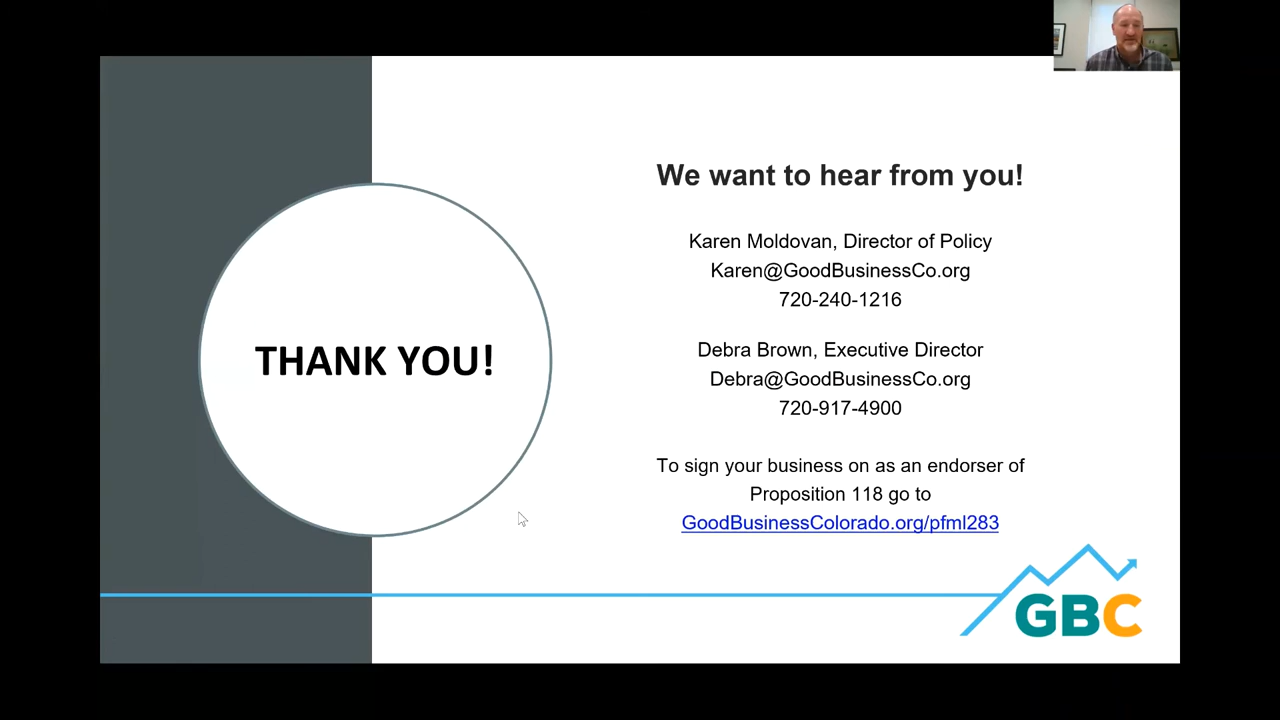 THANK YOU!
We want to hear from you!
Karen Moldovan, Director of Policy
Karen@GoodBusinessCo.org
720-240-1216
Debra Brown, Executive Director
Debra@GoodBusinessCo.org
720-917-4900
To sign your business on as an endorser of
Proposition 118 go to
GoodBusinessColorado.org/pfml283
GBC